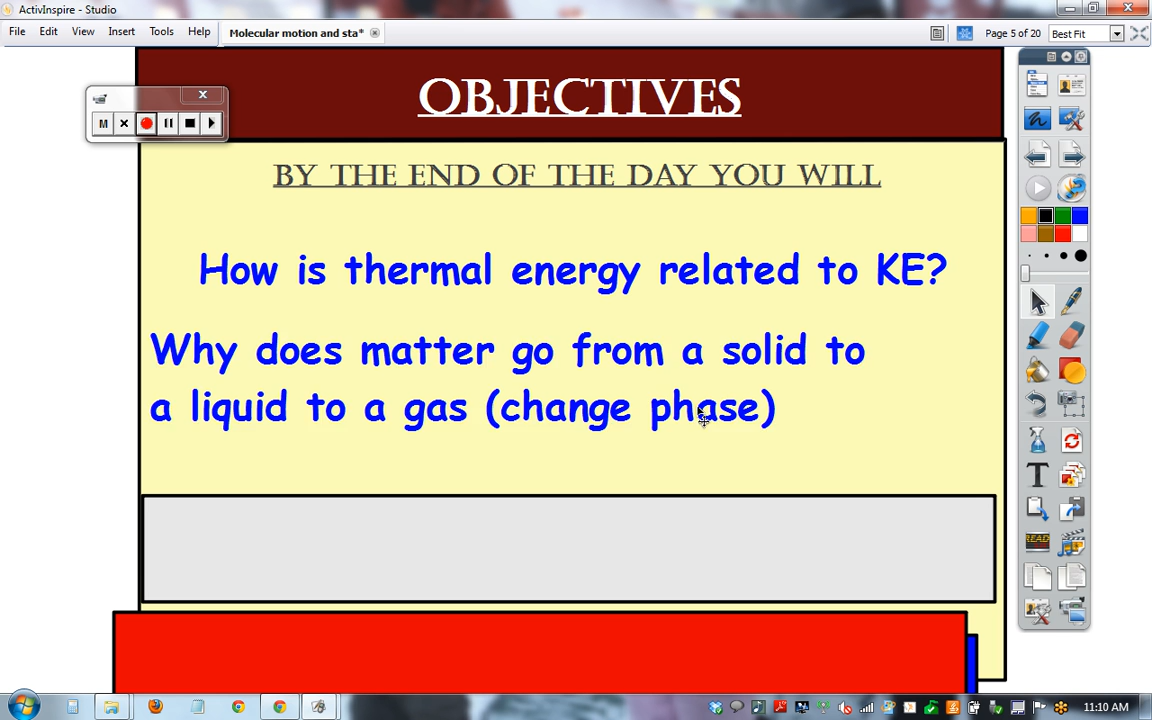 ActivInspire - Studio
File Edit View Insert Tools Help
Molecular motion and sta*
Page 5 of 20
Best Fit
OBJECTIVES
BY THE END OF THE DAY YOU WILL
M
How is thermal energy related to KE?
Why does matter go from a solid to
a liquid to a gas (change phase)
T
11:10 AM